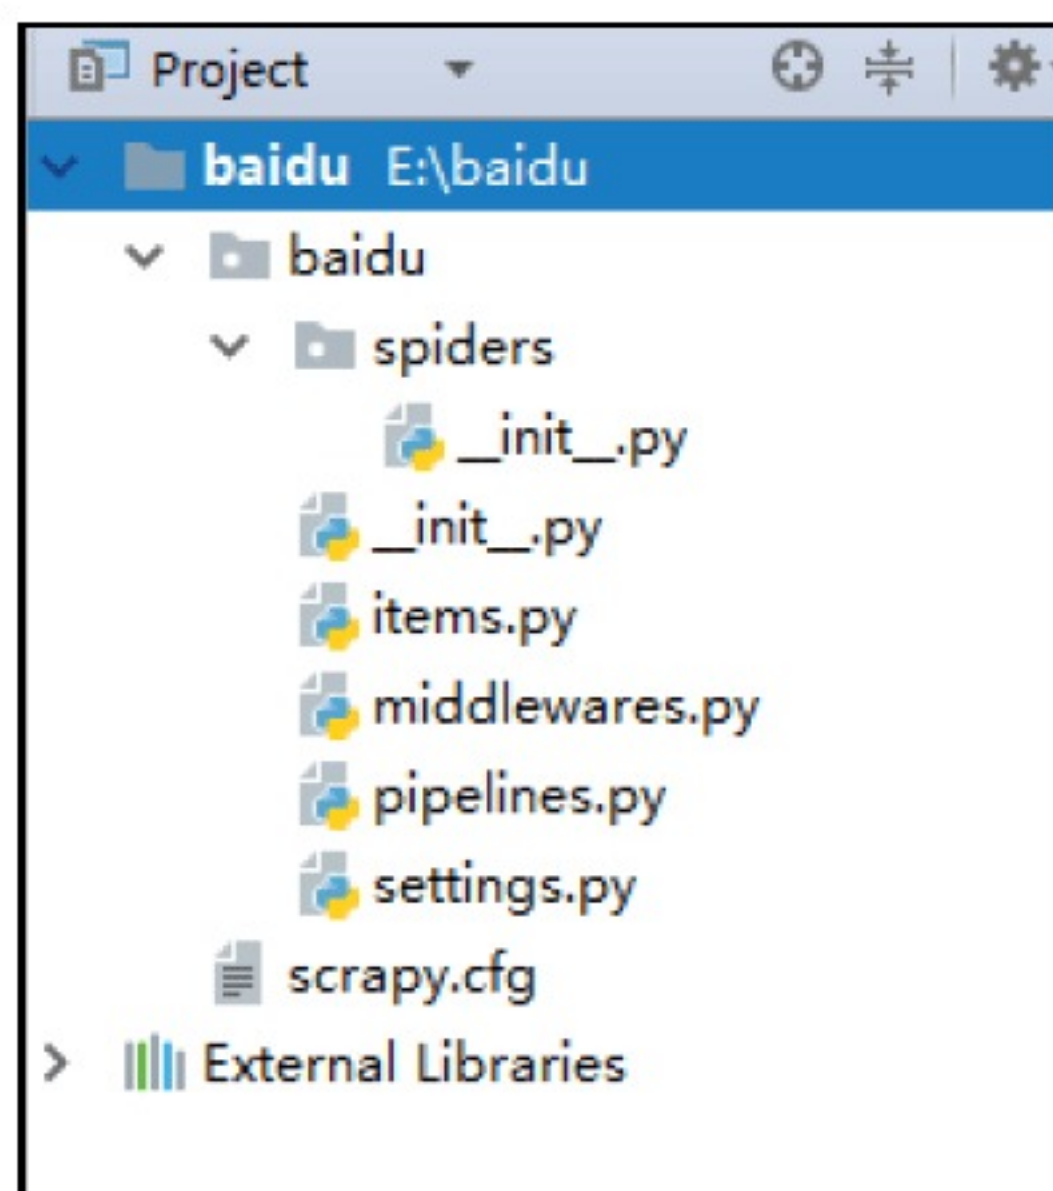 Project
baidu E:\baidu
baidu
spiders
__init__.py
__init__.py
items.py
middlewares.py
pipelines.py
settings.py
scrapy.cfg
External Libraries